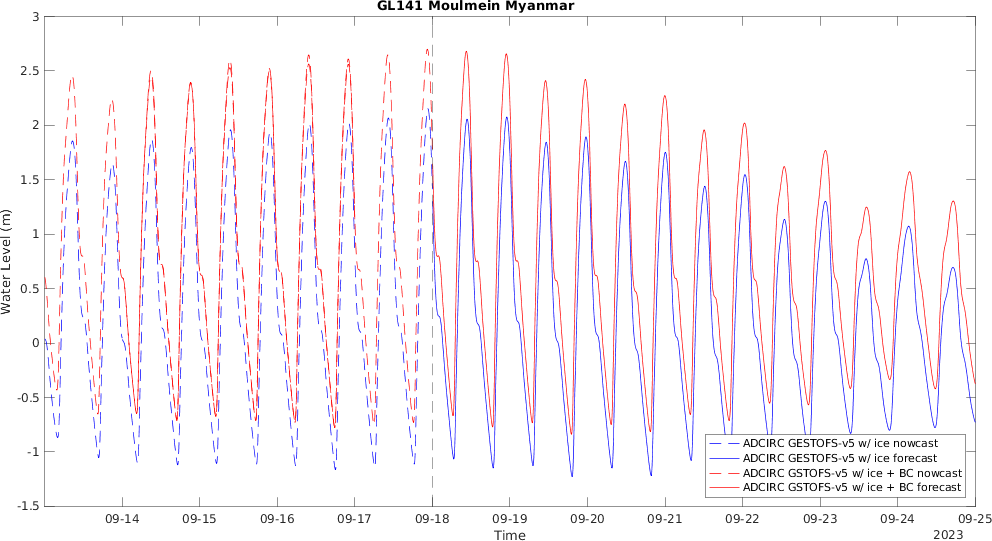 GL141 Moulmein Myanmar
3
2.5
2
1.5
1
0.5
0
-0.5
-1
-1.5
Water Level (m)
ADCIRC GESTOFS-v5 w/ ice nowcast
ADCIRC GESTOFS-v5 w/ ice forecast
ADCIRC GSTOFS-v5 w/ ice + BC nowcast
ADCIRC GSTOFS-v5 w/ ice + BC forecast
09-14 09-15 09-16 09-17 09-18 09-19 09-20 09-21 09-22 09-23 09-24 09-25
Time
2023